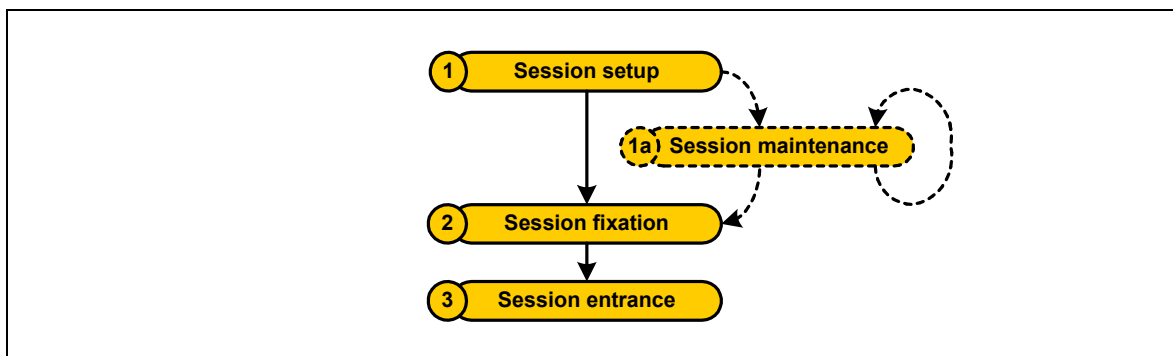 1 Session setup
1a Session maintenance
2 Session fixation
3 Session entrance